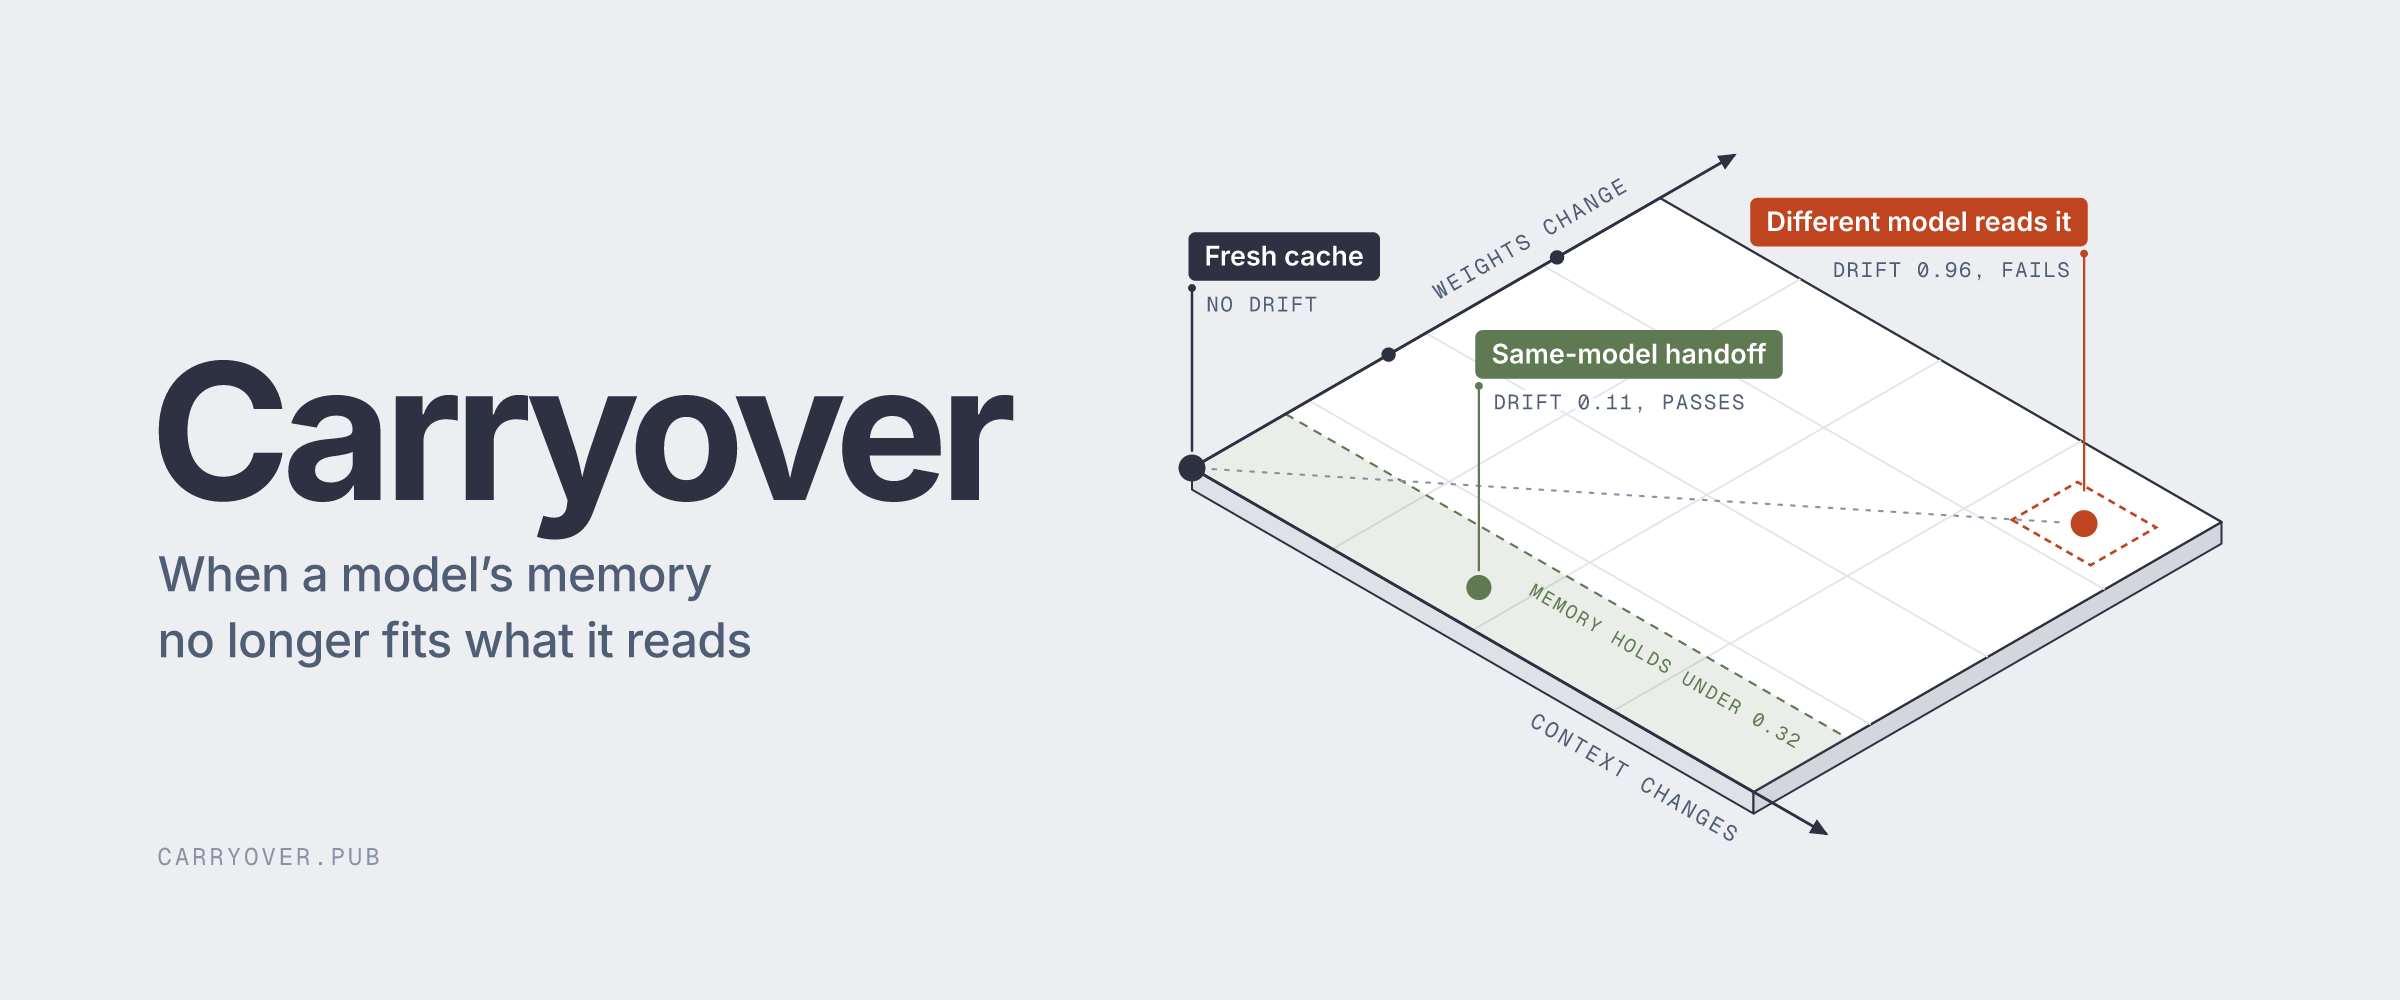 Carryover
When a model’s memory
no longer fits what it reads
CARRYOVER.PUB
Fresh cache
NO DRIFT
WEIGHTS CHANGE
Same-model handoff
DRIFT 0.11, PASSES
Different model reads it
DRIFT 0.96, FAILS
MEMORY HOLDS UNDER 0.32
CONTEXT CHANGES